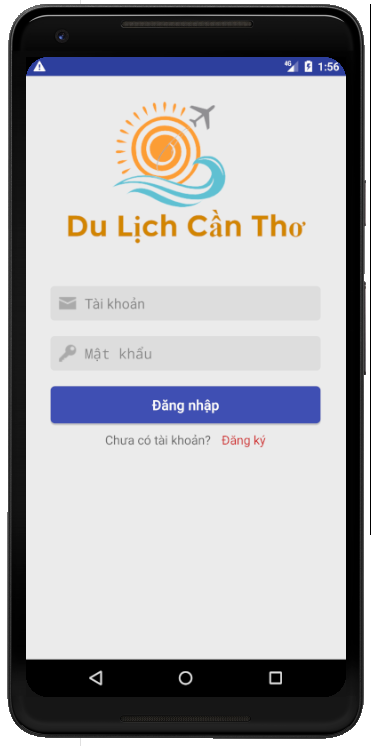 4G 1:56
Du Lịch Cần Thơ
Tài khoản
Mật khẩu
Đăng nhập
Chưa có tài khoản? Đăng ký